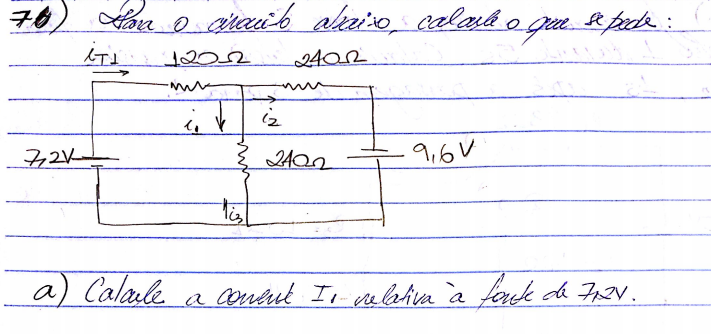 70) Para o circuito abaixo, calcule o que se pede:
iT1 120Ω 240Ω
i1 i2
7,2V 240Ω 9,6V
i3
a) Calcule a corrente I1 relativa à fonte de 7,2V.